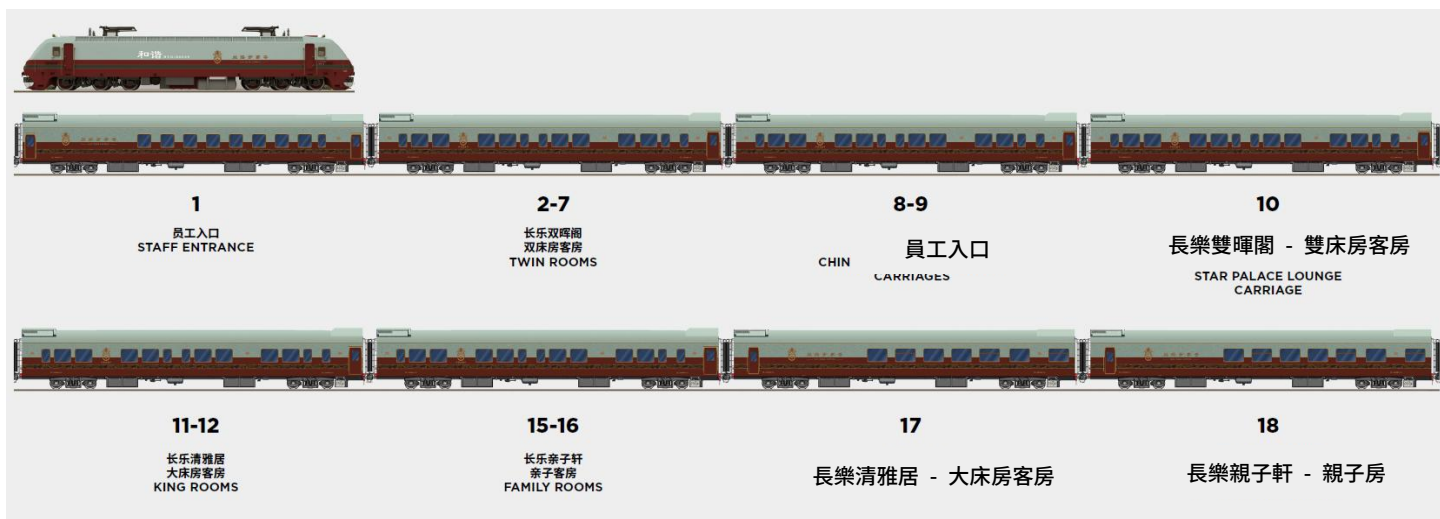 和谐
1
员工入口
STAFF ENTRANCE
2-7
长乐双晖阁
双床房客房
TWIN ROOMS
8-9
員工入口
CHIN
CARRIAGES
10
長樂雙暉閣 - 雙床房客房
STAR PALACE LOUNGE
CARRIAGE
11-12
长乐清雅居
大床房客房
KING ROOMS
15-16
长乐亲子轩
亲子客房
FAMILY ROOMS
17
長樂清雅居 - 大床房客房
18
長樂親子軒 - 親子房